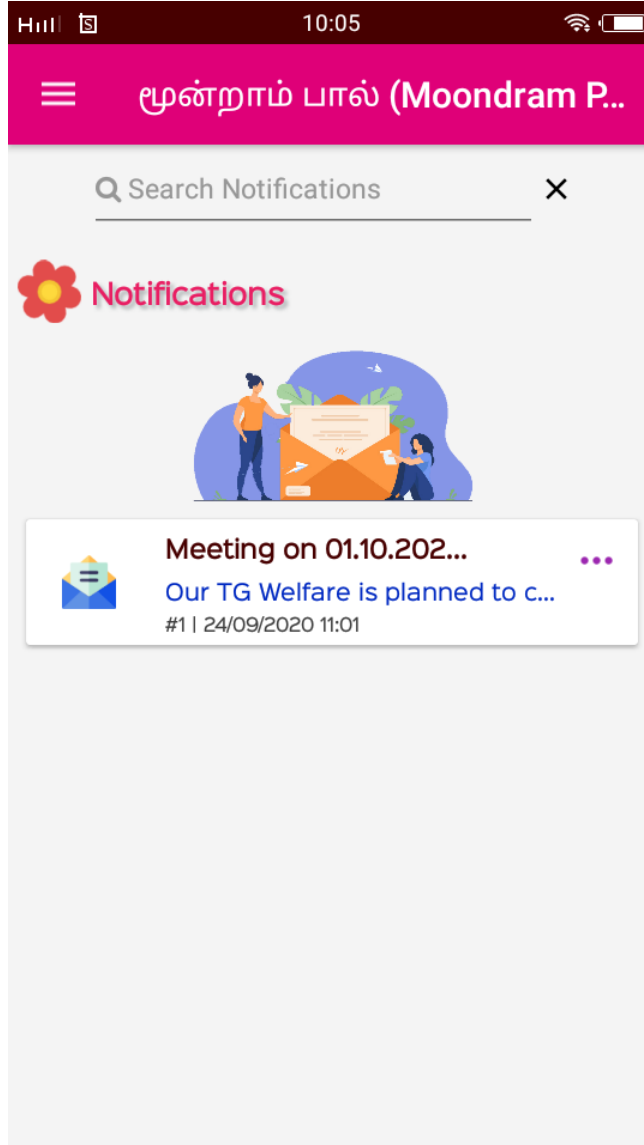 H
10:05
மூன்றாம் பால் (Moondram P...
Search Notifications
Notifications
Meeting on 01.10.202...
Our TG Welfare is planned to c...
#1 | 24/09/2020 11:01